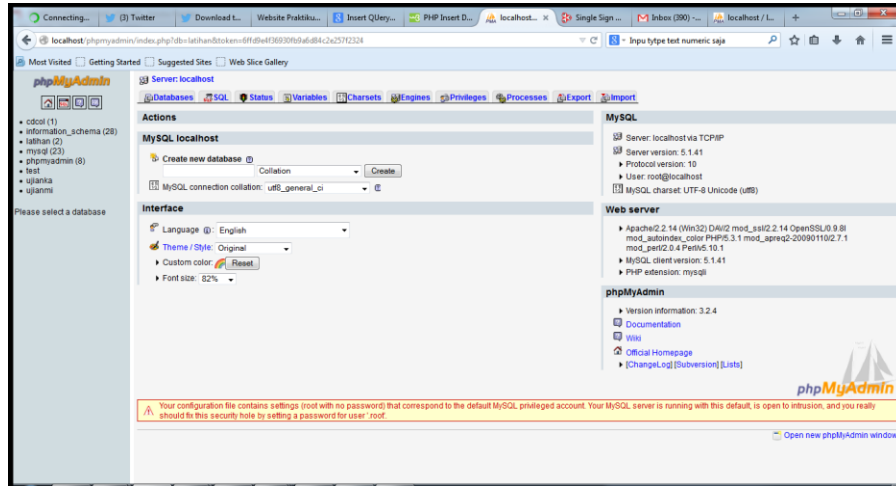 Connecting...
(3) Twitter
Download t...
Website Praktiku...
Insert QUery...
PHP Insert D...
localhost...
Single Sign ...
Inbox (390) -...
localhost / L...
localhost/phpmyadmin/index.php?db=latihan&token=6ffd9e4f36930fb9a6d84c2e257f2324
Inpu tytpe text numeric saja
Most Visited
Getting Started
Suggested Sites
Web Slice Gallery
phpMyAdmin
cdcol (1)
information_schema (28)
latihan (2)
mysql (23)
phpmyadmin (8)
test
ujianka
ujianmi
Please select a database
Server: localhost
Databases SQL Status Variables Charsets Engines Privileges Processes Export Import
Actions
MySQL localhost
Create new database
Collation
Create
MySQL connection collation: utf8_general_ci
Interface
Language : English
Theme / Style: Original
Custom color: Reset
Font size: 82%
MySQL
Server: localhost via TCP/IP
Server version: 5.1.41
Protocol version: 10
User: root@localhost
MySQL charset: UTF-8 Unicode (utf8)
Web server
Apache/2.2.14 (Win32) DAV/2 mod_ssl/2.2.14 OpenSSL/0.9.8l
mod_autoindex_color PHP/5.3.1 mod_apreq2-20090110/2.7.1
mod_perl/2.0.4 Perl/v5.10.1
MySQL client version: 5.1.41
PHP extension: mysqli
phpMyAdmin
Version information: 3.2.4
Documentation
Wiki
Official Homepage
[ChangeLog] [Subversion] [Lists]
phpMyAdmin
Your configuration file contains settings (root with no password) that correspond to the default MySQL privileged account. Your MySQL server is running with this default, is open to intrusion, and you really
should fix this security hole by setting a password for user 'root'.
Open new phpMyAdmin window